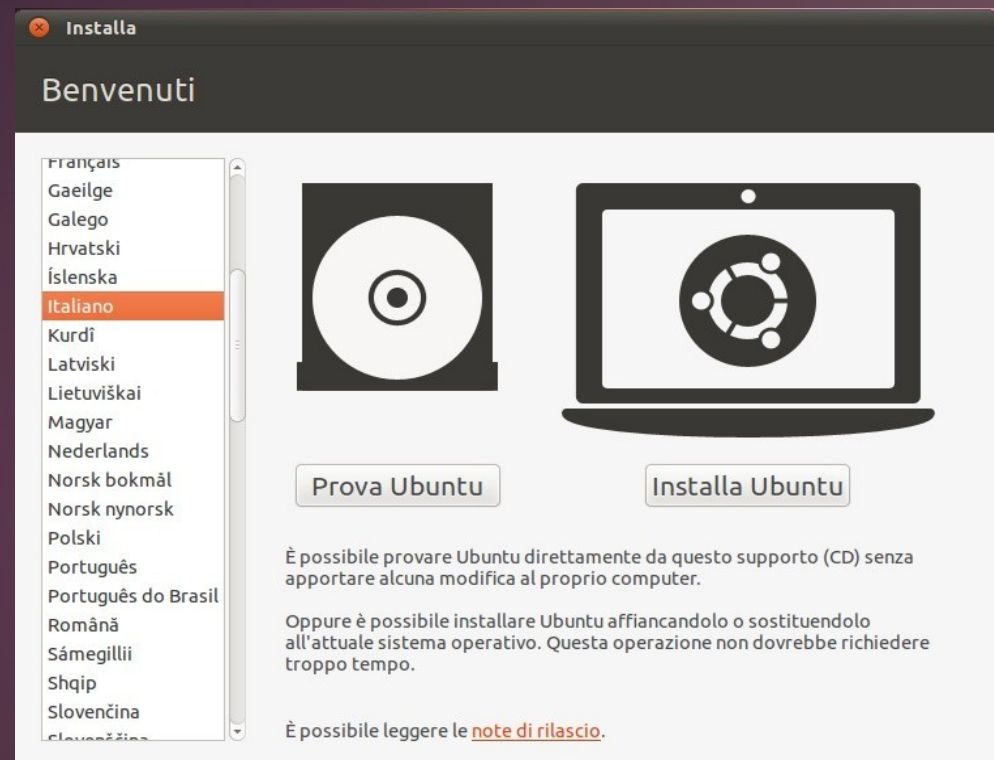 Installa
Benvenuti
Français
Gaeilge
Galego
Hrvatski
Íslenska
Italiano
Kurdî
Latviski
Lietuviškai
Magyar
Nederlands
Norsk bokmål
Norsk nynorsk
Polski
Português
Português do Brasil
Română
Sámegillii
Shqip
Slovenčina
Slovenščina
Prova Ubuntu
Installa Ubuntu
È possibile provare Ubuntu direttamente da questo supporto (CD) senza
apportare alcuna modifica al proprio computer.
Oppure è possibile installare Ubuntu affiancandolo o sostituendolo
all'attuale sistema operativo. Questa operazione non dovrebbe richiedere
troppo tempo.
È possibile leggere le note di rilascio.